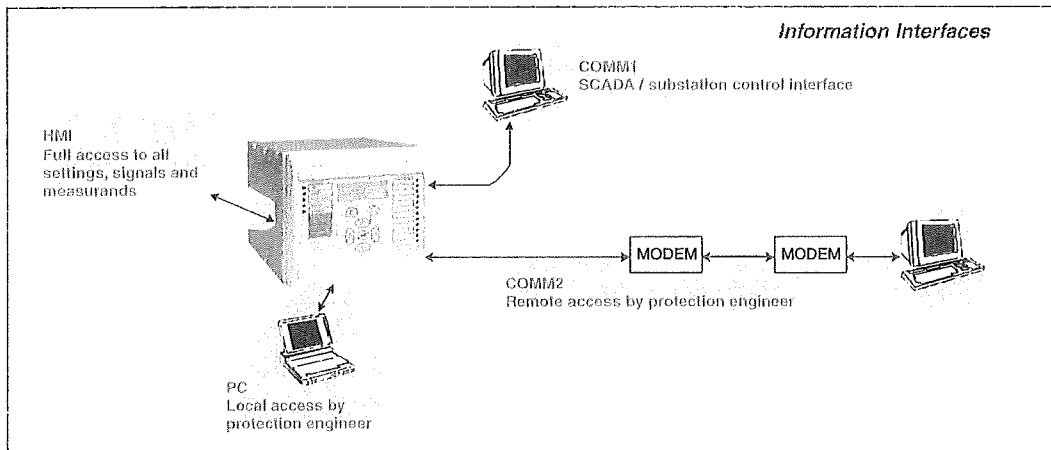 Information Interfaces
COMM1
SCADA / substation control interface
HMI
Full access to all
settings, signals and
measurands
MODEM
MODEM
COMM2
Remote access by protection engineer
PC
Local access by
protection engineer